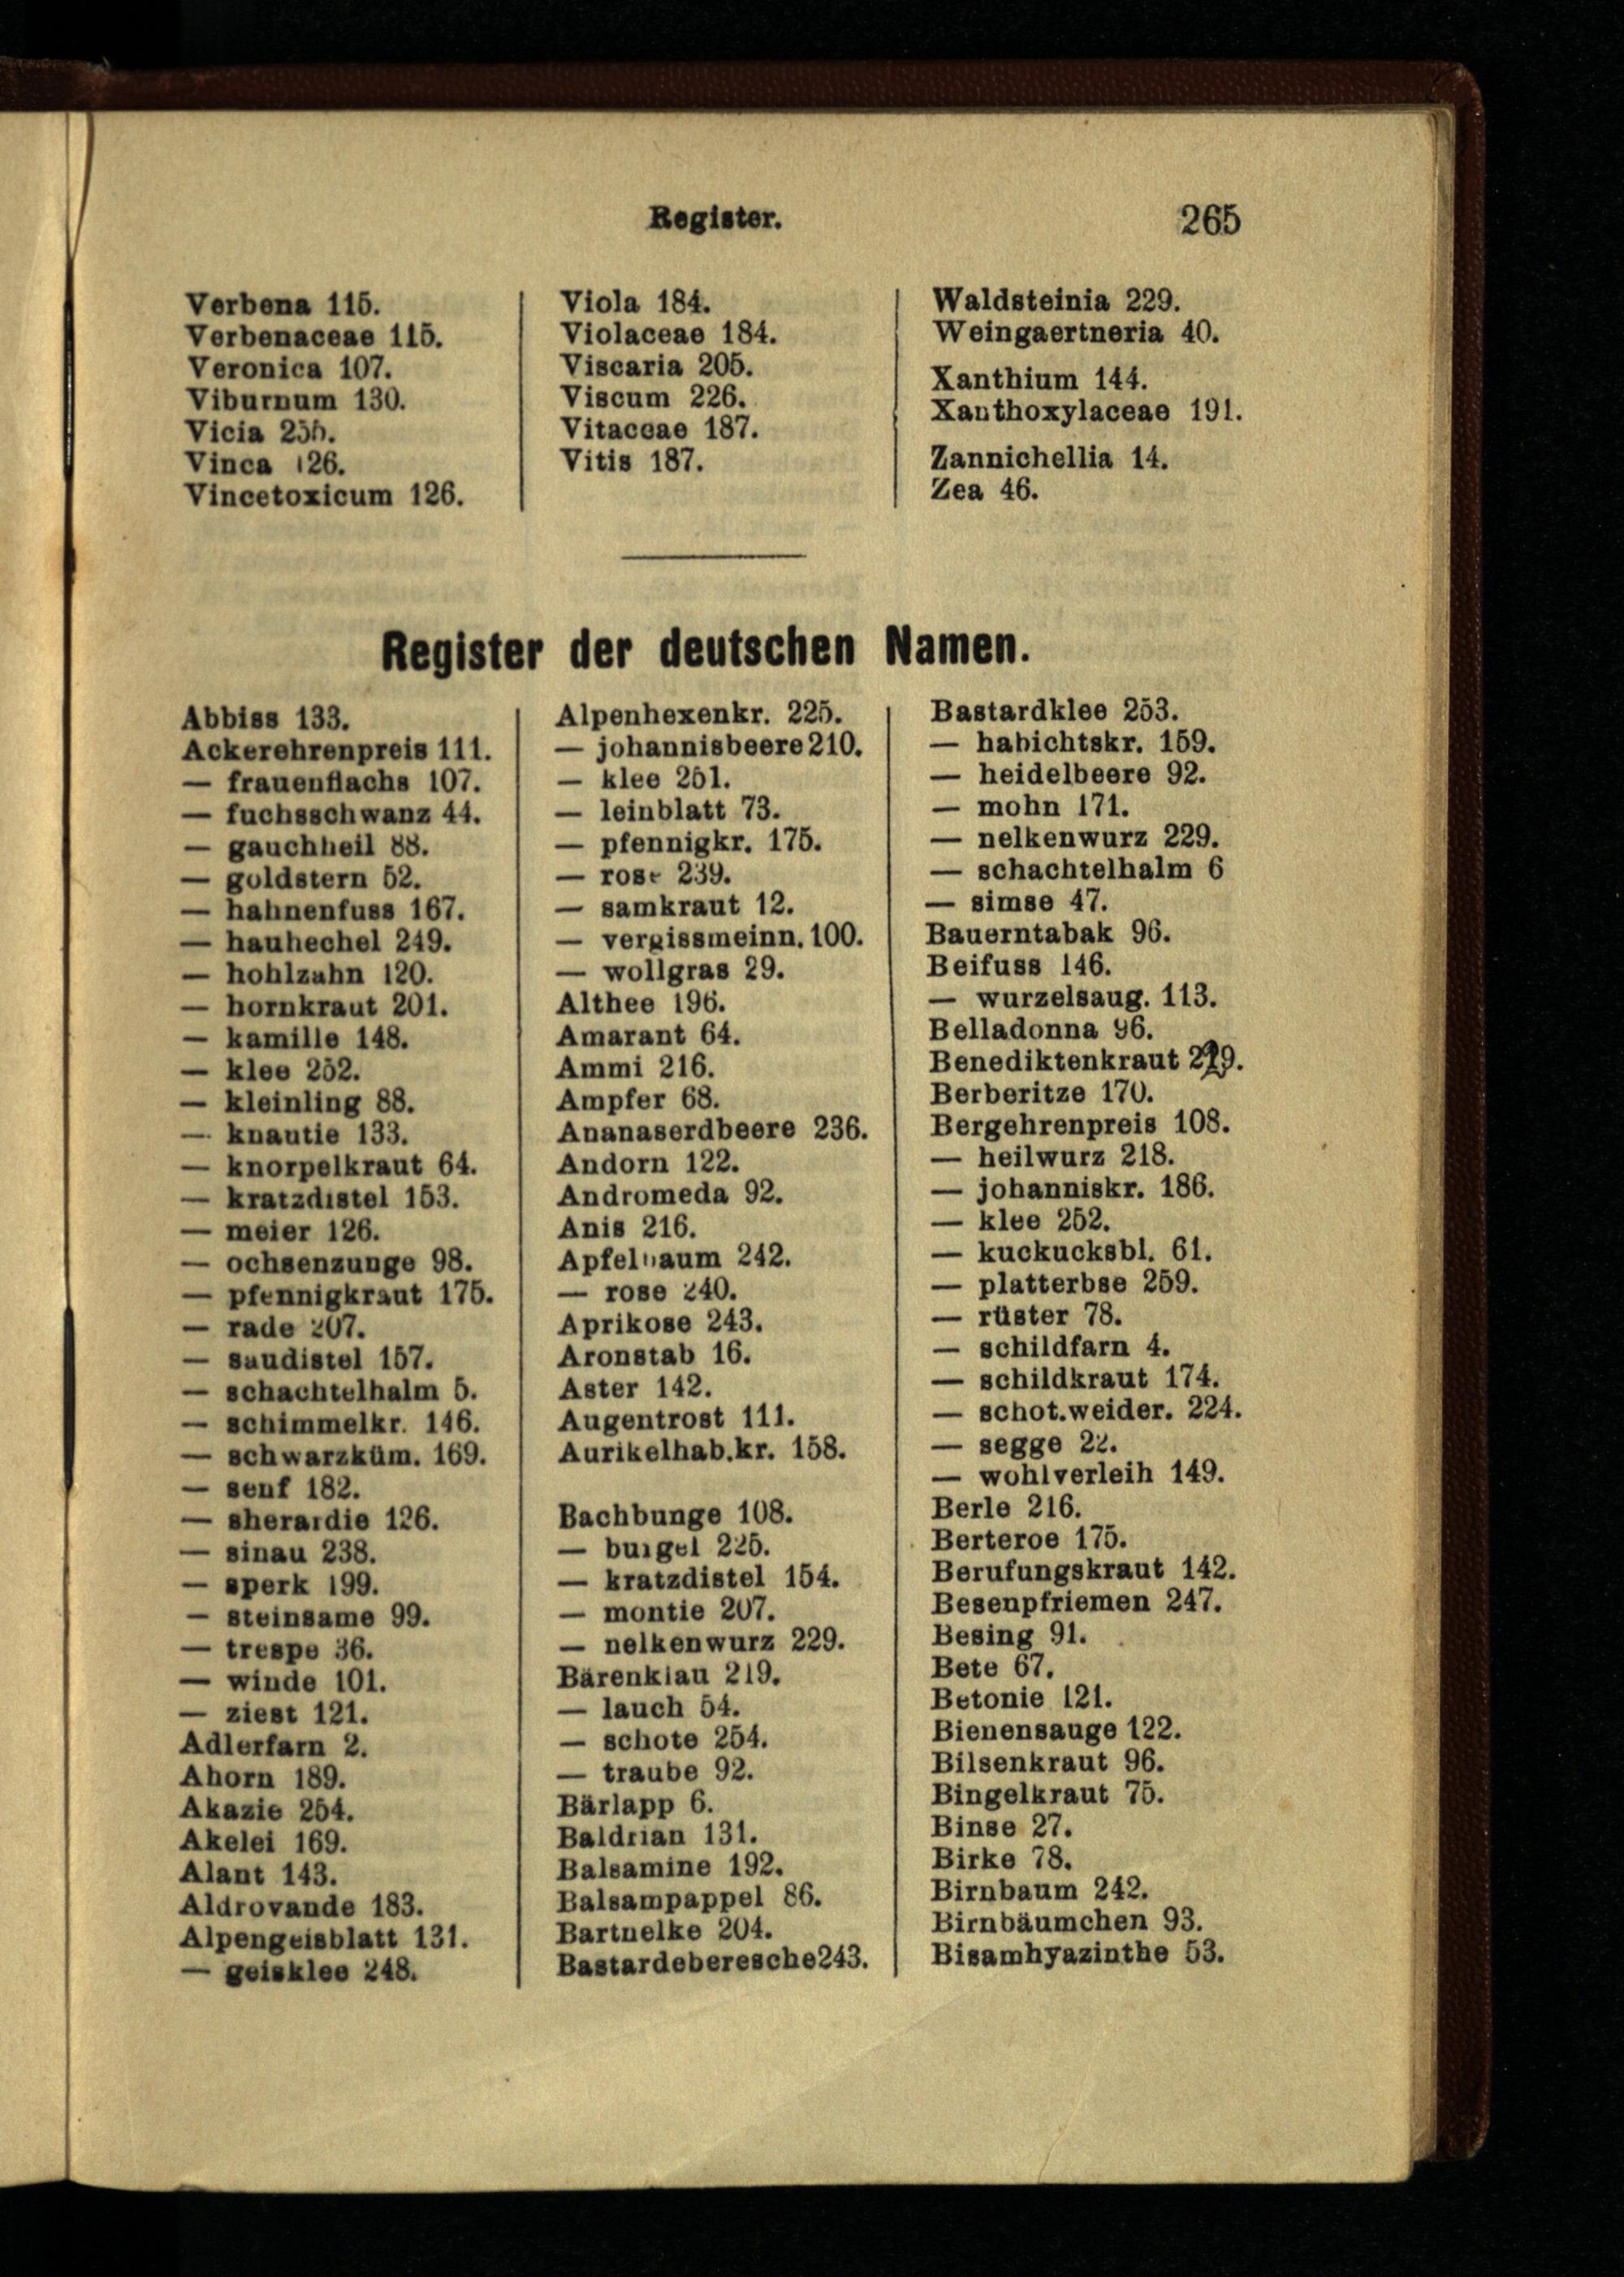 Register.
265
Verbena 115.
Verbenaceae 115.
Veronica 107.
Viburnum 130.
Vicia 255.
Vinca 126.
Vincetoxicum 126.
Viola 184.
Violaceae 184.
Viscaria 205.
Viscum 226.
Vitaceae 187.
Vitis 187.
Waldsteinia 229.
Weingaertneria 40.
Xanthium 144.
Xanthoxylaceae 191.
Zannichellia 14.
Zea 46.
Register der deutschen Namen.
Abbiss 133.
Ackerehrenpreis 111.
— frauenflachs 107.
— fuchsschwanz 44.
— gauchheil 88.
— goldstern 52.
— hahnenfuss 167.
— hauhechel 249.
— hohlzahn 120.
— hornkraut 201.
— kamille 148.
— klee 252.
— kleinling 88.
— knautie 133.
— knorpelkraut 64.
— kratzdistel 153.
— meier 126.
— ochsenzunge 98.
— pfennigkraut 175.
— rade 207.
— saudistel 157.
— schachtelhalm 5.
— schimmelkr. 146.
— schwarzküm. 169.
— senf 182.
— sherardie 126.
— sinau 238.
— sperk 199.
— steinsame 99.
— trespe 36.
— winde 101.
— ziest 121.
Adlerfarn 2.
Ahorn 189.
Akazie 254.
Akelei 169.
Alant 143.
Aldrovande 183.
Alpengeisblatt 131.
— geisklee 248.
Alpenhexenkr. 225.
— johannisbeere 210.
— klee 251.
— leinblatt 73.
— pfennigkr. 175.
— rose 239.
— samkraut 12.
— vergissmeinn. 100.
— wollgras 29.
Althee 196.
Amarant 64.
Ammi 216.
Ampfer 68.
Ananaserdbeere 236.
Andorn 122.
Andromeda 92.
Anis 216.
Apfelbaum 242.
— rose 240.
Aprikose 243.
Aronstab 16.
Aster 142.
Augentrost 111.
Aurikelhab.kr. 158.
Bachbunge 108.
— burgel 225.
— kratzdistel 154.
— montie 207.
— nelkenwurz 229.
Bärenklau 219.
— lauch 54.
— schote 254.
— traube 92.
Bärlapp 6.
Baldrian 131.
Balsamine 192.
Balsampappel 86.
Bartnelke 204.
Bastardeberesche243.
Bastardklee 253.
— habichtskr. 159.
— heidelbeere 92.
— mohn 171.
— nelkenwurz 229.
— schachtelhalm 6
— simse 47.
Bauerntabak 96.
Beifuss 146.
— wurzelsaug. 113.
Belladonna 96.
Benediktenkraut 229.
Berberitze 170.
Bergehrenpreis 108.
— heilwurz 218.
— johanniskr. 186.
— klee 252.
— kuckucksbl. 61.
— platterbse 259.
— rüster 78.
— schildfarn 4.
— schildkraut 174.
— schot.weider. 224.
— segge 22.
— wohlverleih 149.
Berle 216.
Berteroe 175.
Berufungskraut 142.
Besenpfriemen 247.
Besing 91.
Bete 67.
Betonie 121.
Bienensauge 122.
Bilsenkraut 96.
Bingelkraut 75.
Binse 27.
Birke 78.
Birnbaum 242.
Birnbäumchen 93.
Bisamhyazinthe 53.